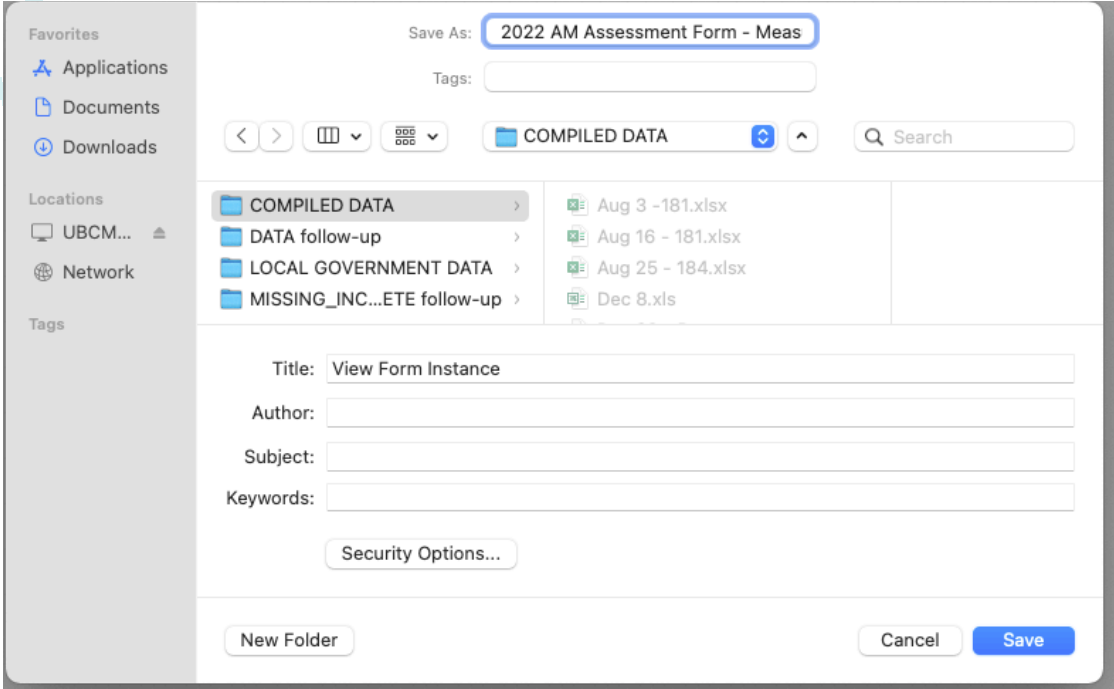 Favorites
Applications
Documents
Downloads
Locations
UBCM...
Network
Tags
Save As: 2022 AM Assessment Form - Meas
Tags:
COMPILED DATA
Search
COMPILED DATA
DATA follow-up
LOCAL GOVERNMENT DATA
MISSING_INC...ETE follow-up
Aug 3 -181.xlsx
Aug 16 - 181.xlsx
Aug 25 - 184.xlsx
Dec 8.xls
Title: View Form Instance
Author:
Subject:
Keywords:
Security Options...
New Folder
Cancel
Save